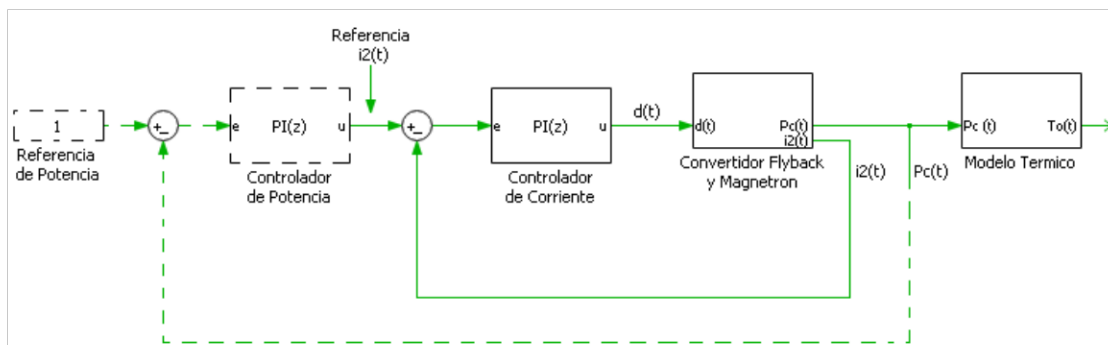 Referencia
i2(t)
1
Referencia
de Potencia
+
-
e
PI(z)
u
Controlador
de Potencia
+
-
e
PI(z)
u
Controlador
de Corriente
d(t)
d(t)
Pc(t)
i2(t)
Convertidor Flyback
y Magnetron
i2(t)
Pc(t)
Pc (t)
To(t)
Modelo Termico